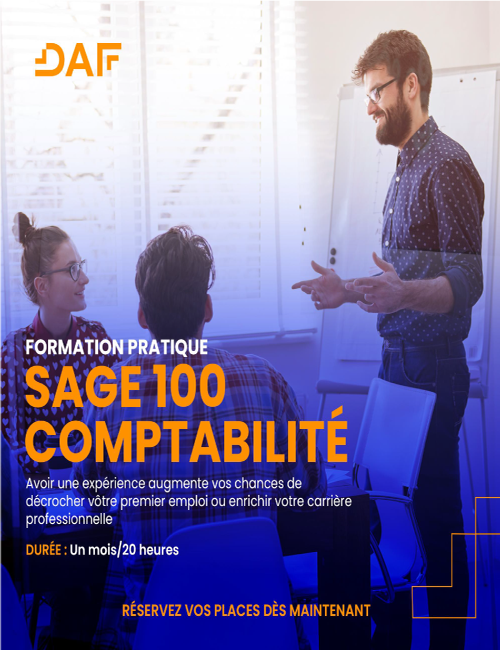 DAF
FORMATION PRATIQUE
SAGE 100
COMPTABILITÉ
Avoir une expérience augmente vos chances de
décrocher vôtre premier emploi ou enrichir votre carrière
professionnelle
DURÉE : Un mois/20 heures
RÉSERVEZ VOS PLACES DÈS MAINTENANT